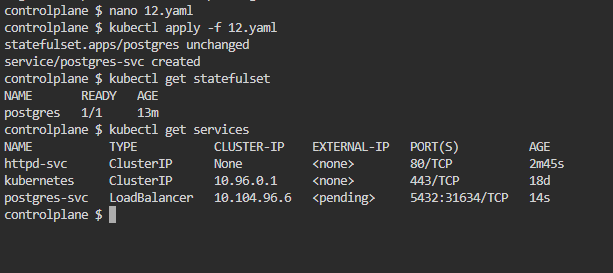 controlplane $ nano 12.yaml
controlplane $ kubectl apply -f 12.yaml
statefulset.apps/postgres unchanged
service/postgres-svc created
controlplane $ kubectl get statefulset
NAME       READY   AGE
postgres   1/1     13m
controlplane $ kubectl get services
NAME           TYPE           CLUSTER-IP     EXTERNAL-IP   PORT(S)          AGE
httpd-svc      ClusterIP      None           <none>        80/TCP           2m45s
kubernetes     ClusterIP      10.96.0.1      <none>        443/TCP          18d
postgres-svc   LoadBalancer   10.104.96.6    <pending>     5432:31634/TCP   14s
controlplane $